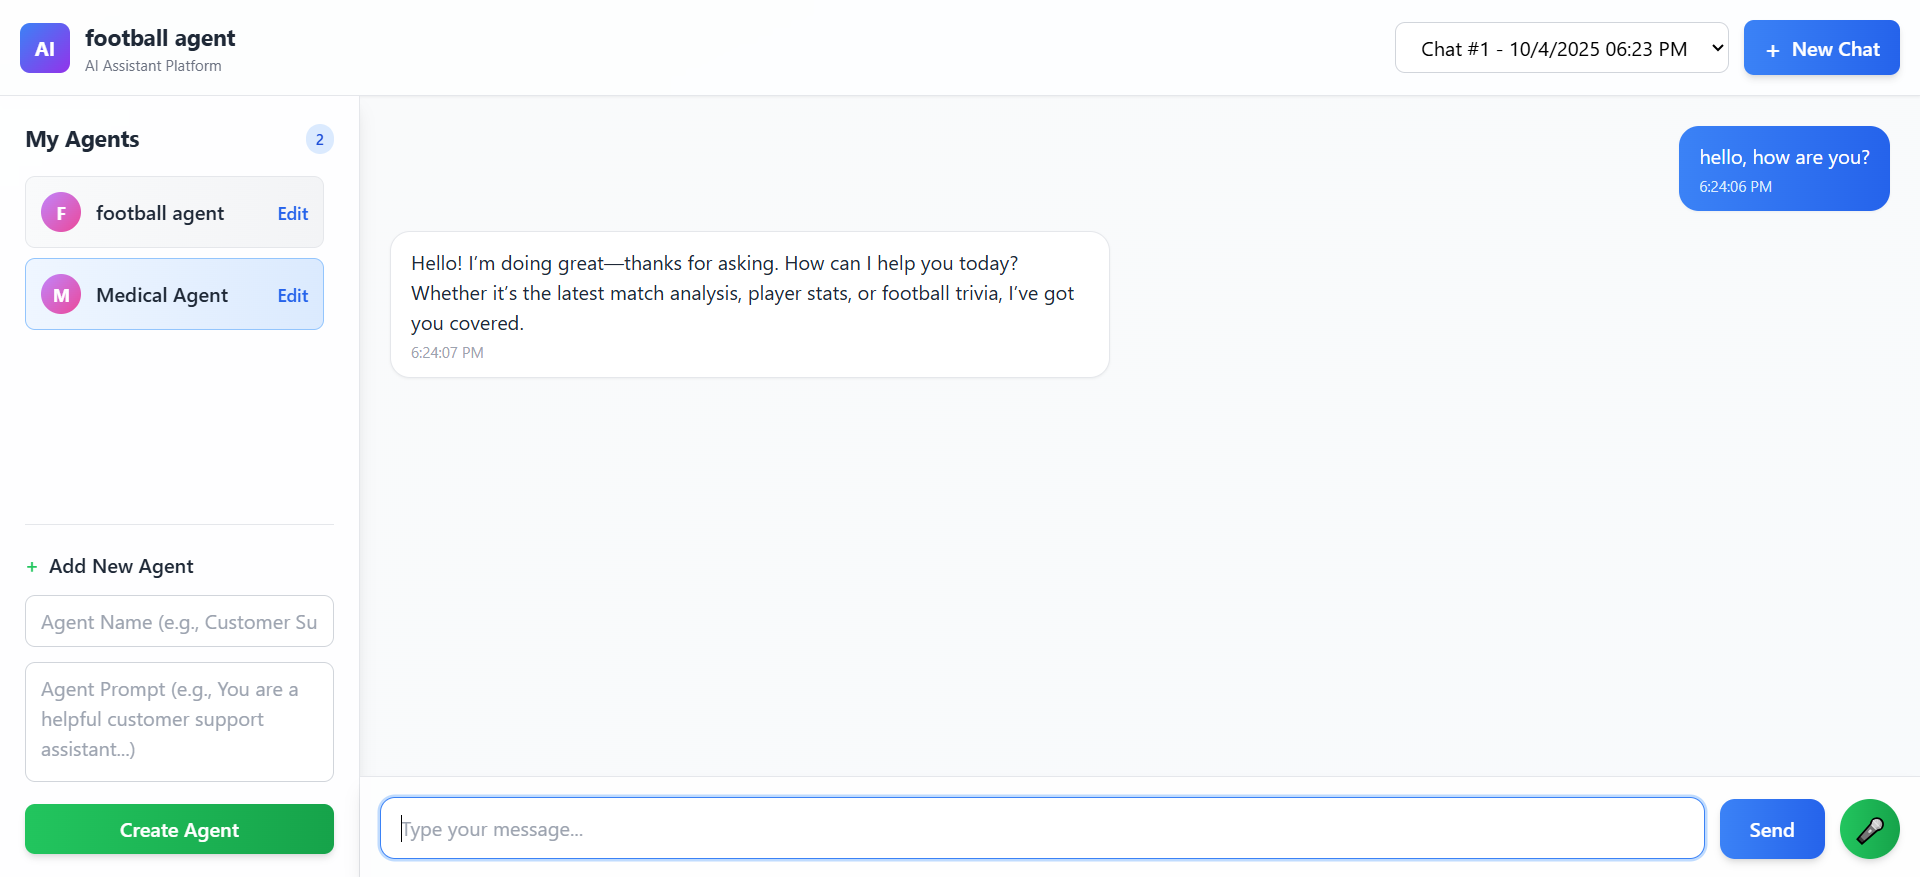 AI
football agent
AI Assistant Platform
Chat #1 - 10/4/2025 06:23 PM
+ New Chat
My Agents
2
F
football agent
Edit
M
Medical Agent
Edit
+ Add New Agent
Agent Name (e.g., Customer Su
Agent Prompt (e.g., You are a
helpful customer support
assistant...)
Create Agent
hello, how are you?
6:24:06 PM
Hello! I’m doing great—thanks for asking. How can I help you today?
Whether it’s the latest match analysis, player stats, or football trivia, I’ve got
you covered.
6:24:07 PM
Type your message...
Send